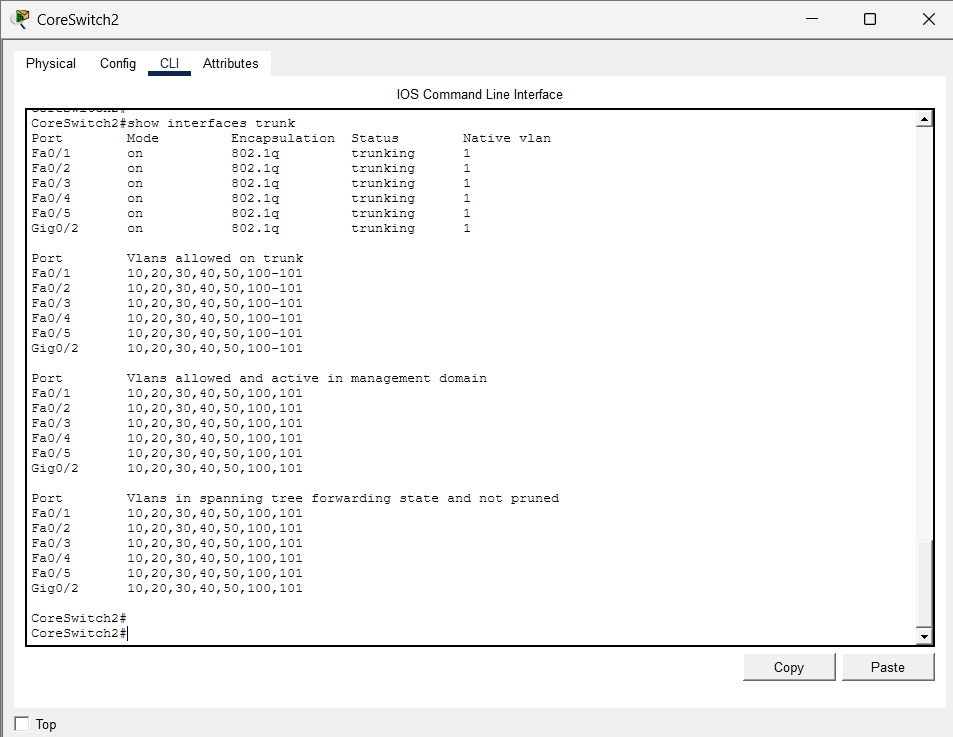 CoreSwitch2
Physical Config CLI Attributes
IOS Command Line Interface
CoreSwitch2#
CoreSwitch2#show interfaces trunk
Port        Mode         Encapsulation  Status        Native vlan
Fa0/1       on           802.1q         trunking      1
Fa0/2       on           802.1q         trunking      1
Fa0/3       on           802.1q         trunking      1
Fa0/4       on           802.1q         trunking      1
Fa0/5       on           802.1q         trunking      1
Gig0/2      on           802.1q         trunking      1
Port        Vlans allowed on trunk
Fa0/1       10,20,30,40,50,100-101
Fa0/2       10,20,30,40,50,100-101
Fa0/3       10,20,30,40,50,100-101
Fa0/4       10,20,30,40,50,100-101
Fa0/5       10,20,30,40,50,100-101
Gig0/2      10,20,30,40,50,100-101
Port        Vlans allowed and active in management domain
Fa0/1       10,20,30,40,50,100,101
Fa0/2       10,20,30,40,50,100,101
Fa0/3       10,20,30,40,50,100,101
Fa0/4       10,20,30,40,50,100,101
Fa0/5       10,20,30,40,50,100,101
Gig0/2      10,20,30,40,50,100,101
Port        Vlans in spanning tree forwarding state and not pruned
Fa0/1       10,20,30,40,50,100,101
Fa0/2       10,20,30,40,50,100,101
Fa0/3       10,20,30,40,50,100,101
Fa0/4       10,20,30,40,50,100,101
Fa0/5       10,20,30,40,50,100,101
Gig0/2      10,20,30,40,50,100,101
CoreSwitch2#
CoreSwitch2#
Copy Paste
Top